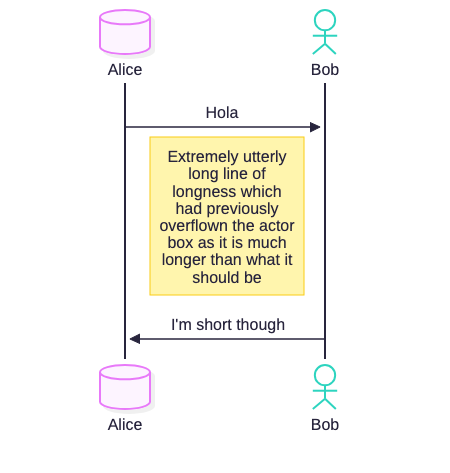 Alice
Bob
Hola
Extremely utterly
long line of
longness which
had previously
overflown the actor
box as it is much
longer than what it
should be
I'm short though
Alice
Bob